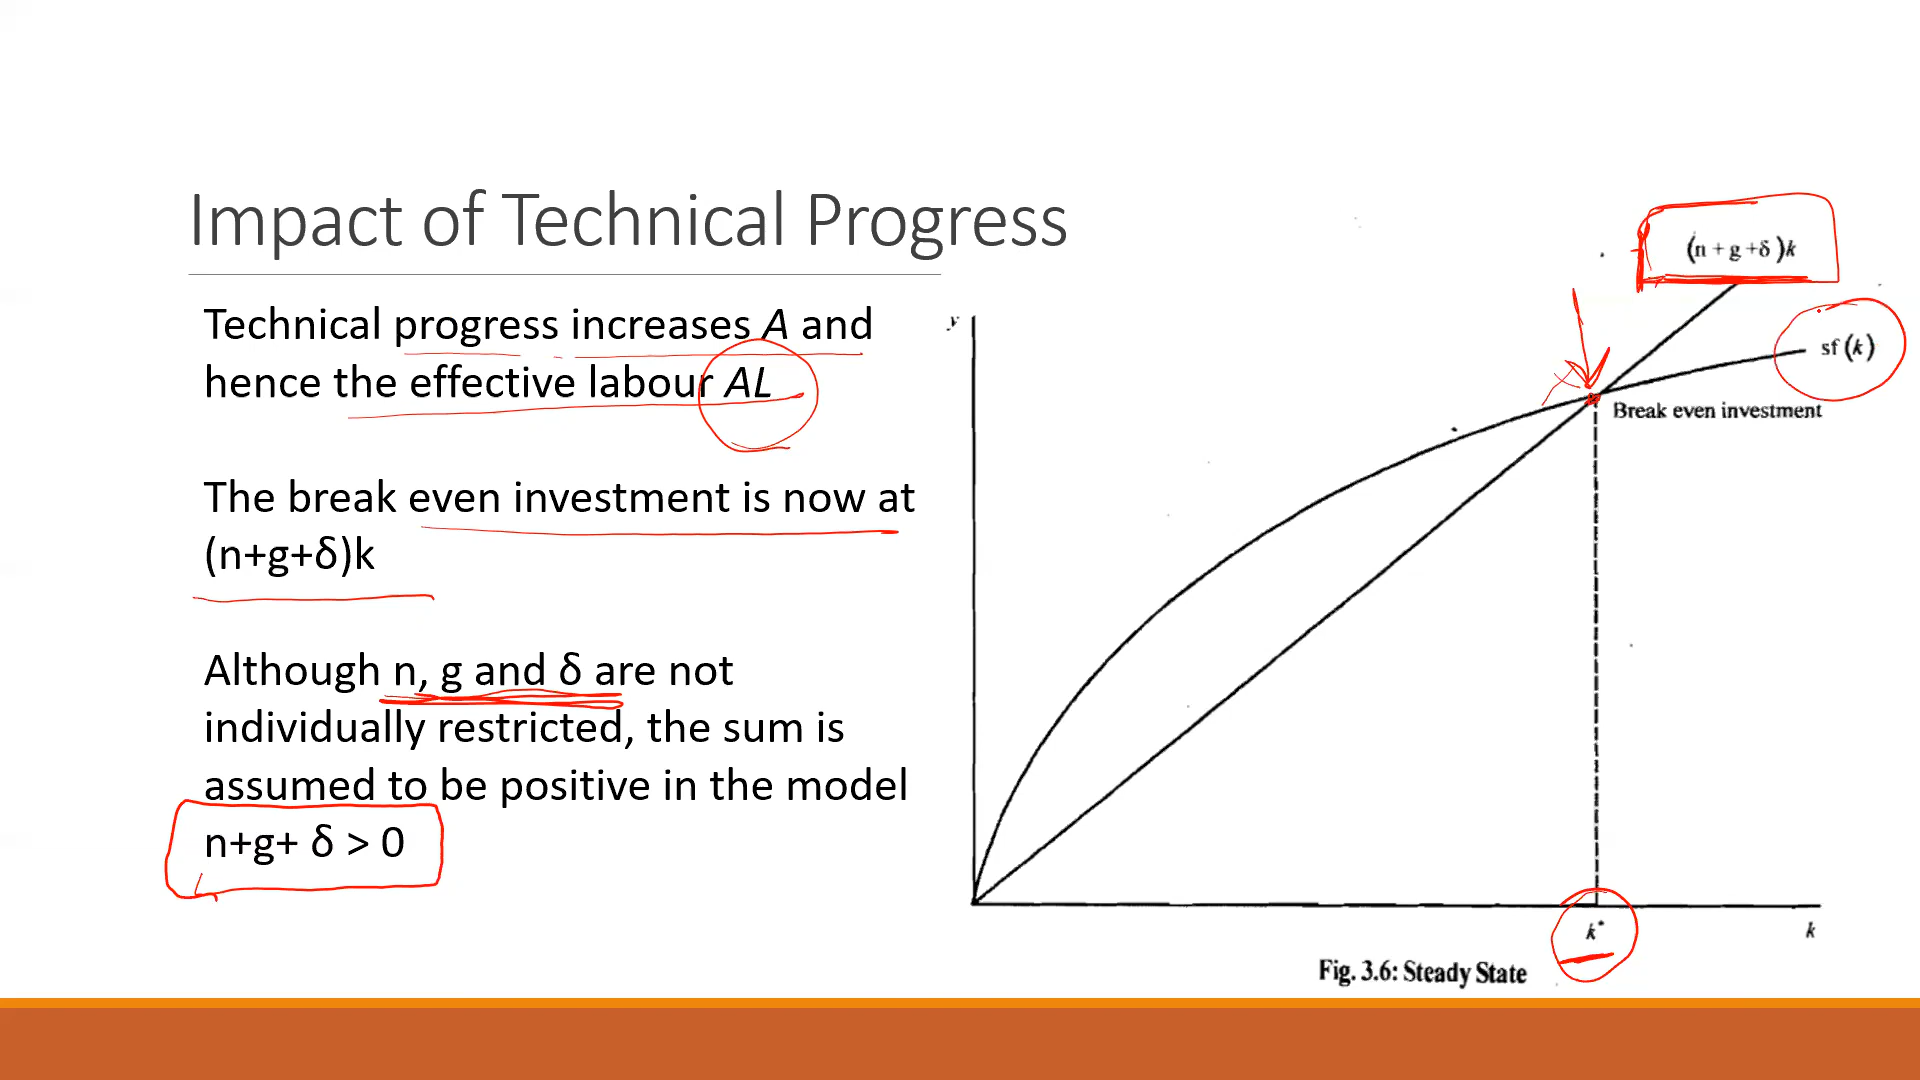 Impact of Technical Progress
Technical progress increases A and
hence the effective labour AL
The break even investment is now at
(n+g+δ)k
Although n, g and δ are not
individually restricted, the sum is
assumed to be positive in the model
n+g+ δ > 0
y
(n + g +δ )k
sf (k)
Break even investment
k*
k
Fig. 3.6: Steady State